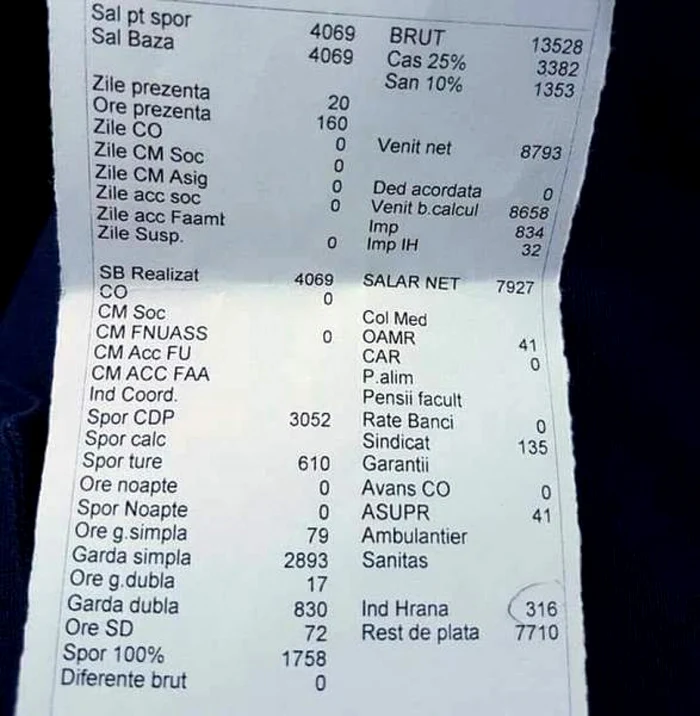 Sal pt spor 4069 BRUT 13528
Sal Baza 4069 Cas 25% 3382
San 10% 1353
Zile prezenta 20
Ore prezenta 160
Zile CO 0 Venit net 8793
Zile CM Soc 0
Zile CM Asig 0 Ded acordata 0
Zile acc soc 0 Venit b.calcul 8658
Zile acc Faamt Imp 834
Zile Susp. 0 Imp IH 32
SB Realizat 4069 SALAR NET 7927
CO 0
CM Soc Col Med
CM FNUASS 0 OAMR 41
CM Acc FU CAR 0
CM ACC FAA P.alim
Ind Coord. Pensii facult
Spor CDP 3052 Rate Banci 0
Spor calc Sindicat 135
Spor ture 610 Garantii
Ore noapte 0 Avans CO 0
Spor Noapte 0 ASUPR 41
Ore g.simpla 79 Ambulantier
Garda simpla 2893 Sanitas
Ore g.dubla 17
Garda dubla 830 Ind Hrana 316
Ore SD 72 Rest de plata 7710
Spor 100% 1758
Diferente brut 0